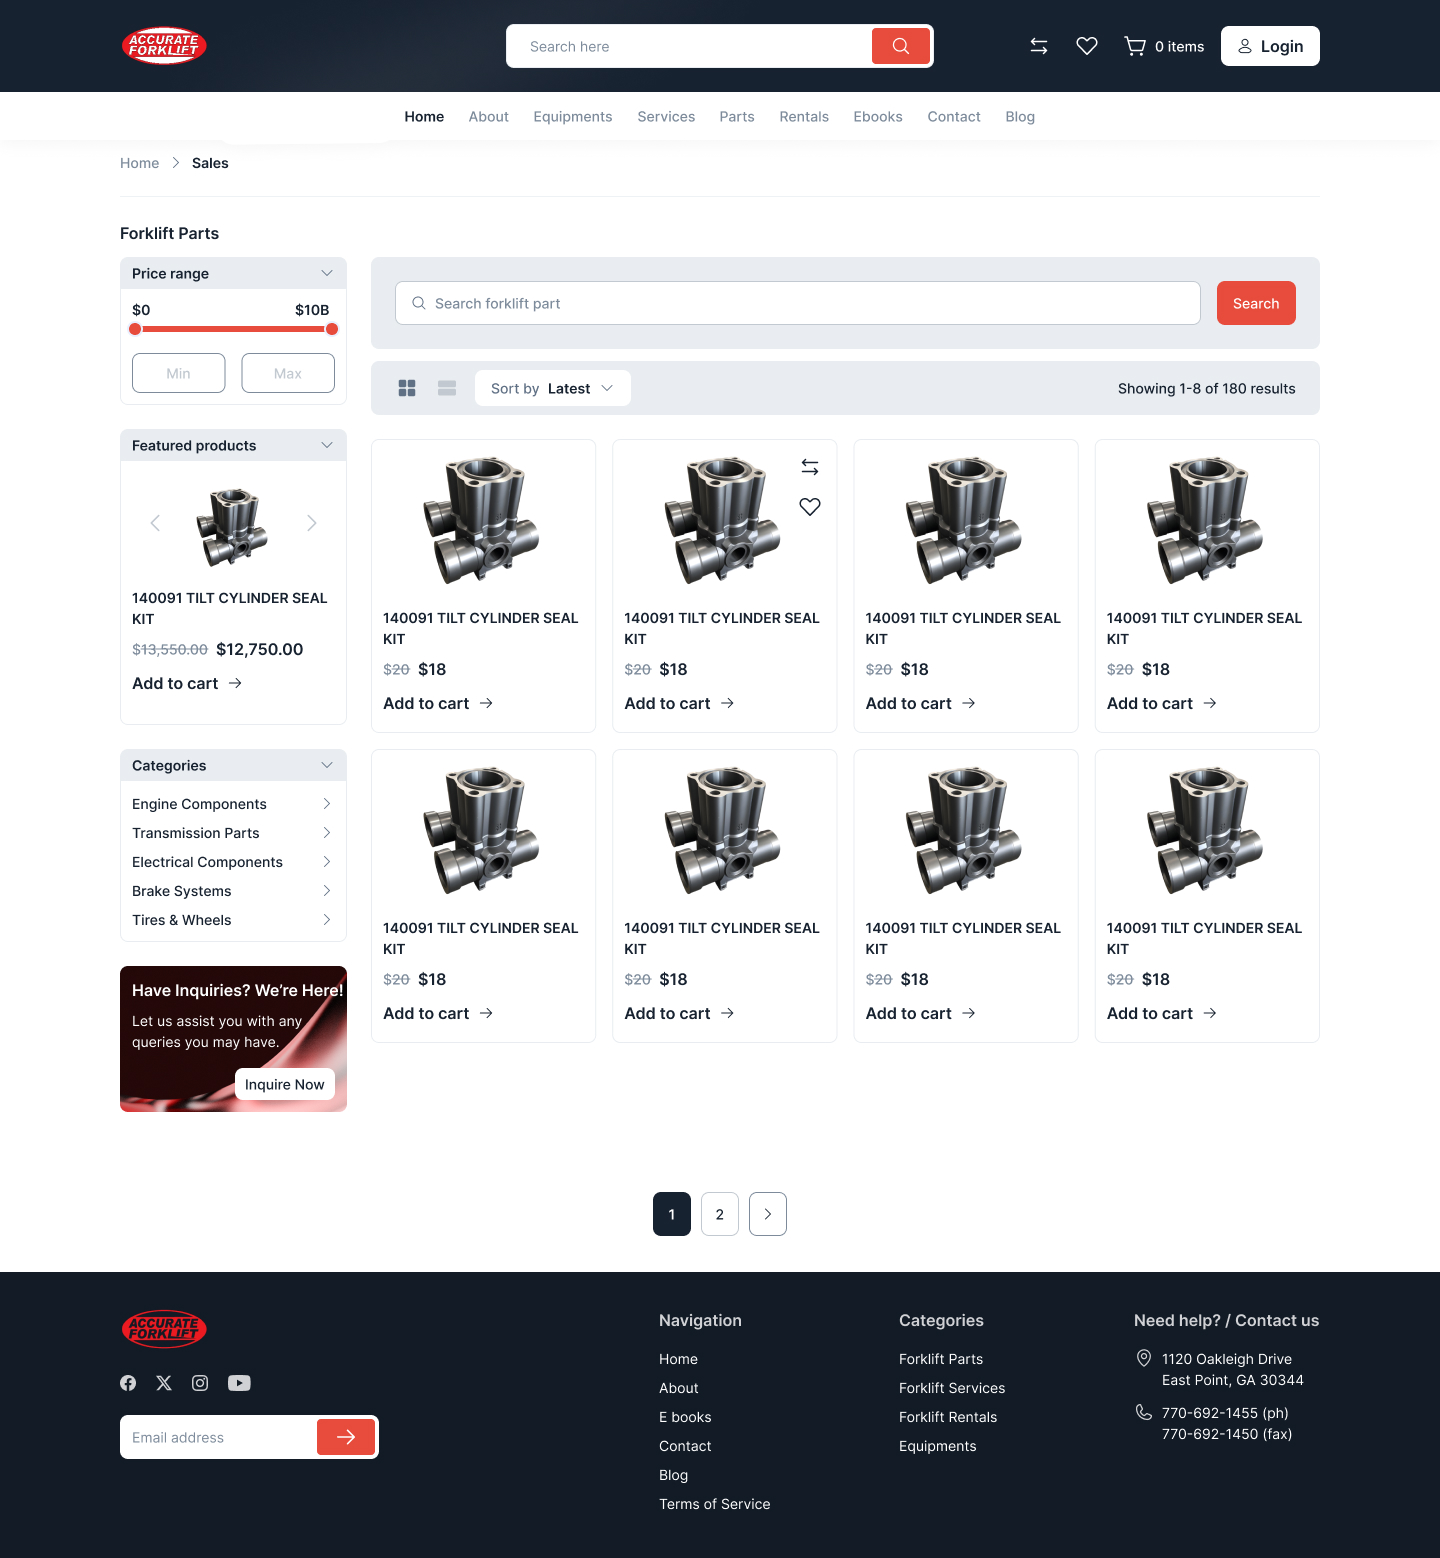 ACCURATE
FORKLIFT
Search here
0 items
Login
Home
About
Equipments
Services
Parts
Rentals
Ebooks
Contact
Blog
Home
Sales
Forklift Parts
Price range
$0
$10B
Min
Max
Featured products
140091 TILT CYLINDER SEAL
KIT
$13,550.00 $12,750.00
Add to cart
Categories
Engine Components
Transmission Parts
Electrical Components
Brake Systems
Tires & Wheels
Have Inquiries? We’re Here!
Let us assist you with any
queries you may have.
Inquire Now
Search forklift part
Search
Sort by Latest
Showing 1-8 of 180 results
140091 TILT CYLINDER SEAL
KIT
$20 $18
Add to cart
140091 TILT CYLINDER SEAL
KIT
$20 $18
Add to cart
140091 TILT CYLINDER SEAL
KIT
$20 $18
Add to cart
140091 TILT CYLINDER SEAL
KIT
$20 $18
Add to cart
140091 TILT CYLINDER SEAL
KIT
$20 $18
Add to cart
140091 TILT CYLINDER SEAL
KIT
$20 $18
Add to cart
140091 TILT CYLINDER SEAL
KIT
$20 $18
Add to cart
140091 TILT CYLINDER SEAL
KIT
$20 $18
Add to cart
1
2
ACCURATE
FORKLIFT
Email address
Navigation
Home
About
E books
Contact
Blog
Terms of Service
Categories
Forklift Parts
Forklift Services
Forklift Rentals
Equipments
Need help? / Contact us
1120 Oakleigh Drive
East Point, GA 30344
770-692-1455 (ph)
770-692-1450 (fax)